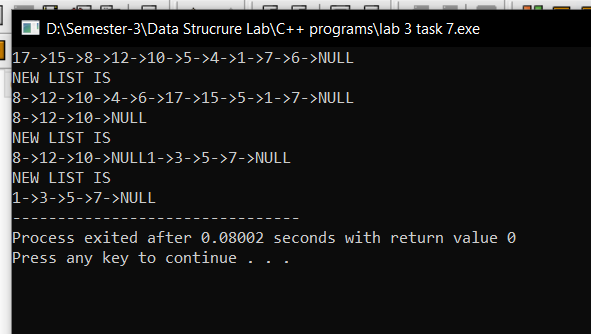 D:\Semester-3\Data Strucrure Lab\C++ programs\lab 3 task 7.exe
17->15->8->12->10->5->4->1->7->6->NULL
NEW LIST IS
8->12->10->4->6->17->15->5->1->7->NULL
8->12->10->NULL
NEW LIST IS
8->12->10->NULL1->3->5->7->NULL
NEW LIST IS
1->3->5->7->NULL
--------------------------------
Process exited after 0.08002 seconds with return value 0
Press any key to continue . . .